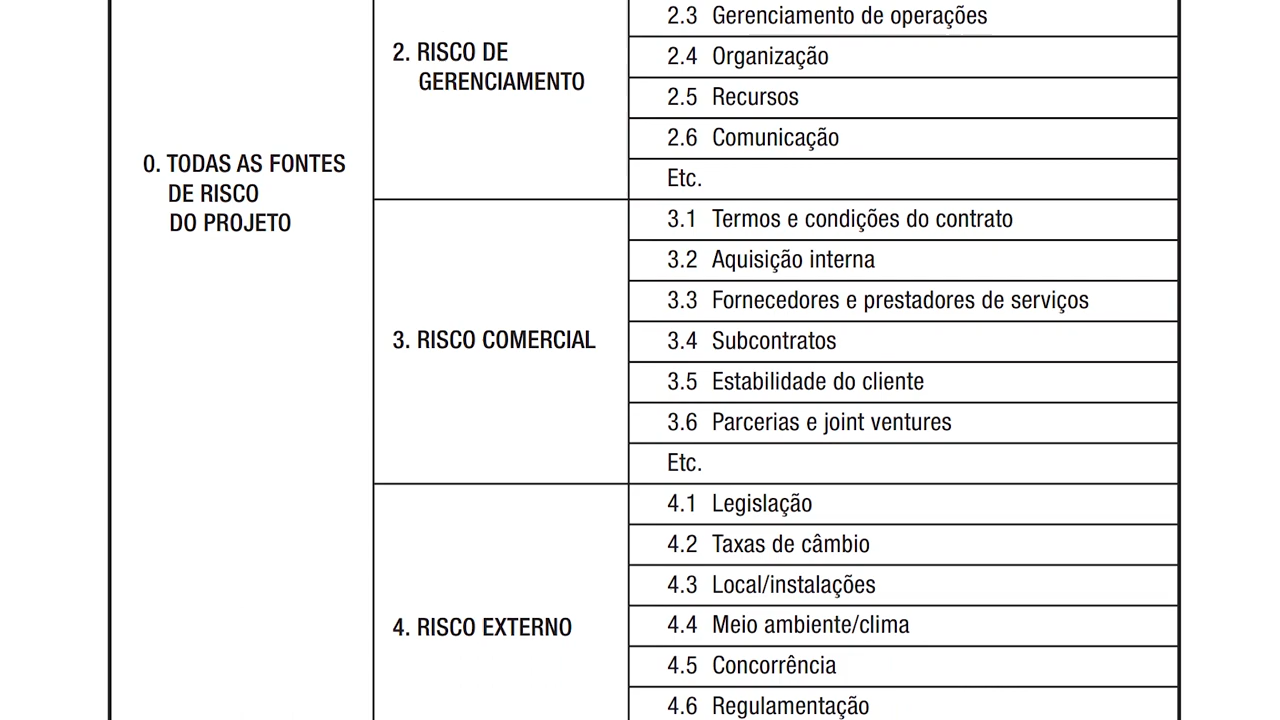 2.3 Gerenciamento de operações
2. RISCO DE
GERENCIAMENTO
2.4 Organização
2.5 Recursos
2.6 Comunicação
Etc.
0. TODAS AS FONTES
DE RISCO
DO PROJETO
3.1 Termos e condições do contrato
3.2 Aquisição interna
3.3 Fornecedores e prestadores de serviços
3. RISCO COMERCIAL
3.4 Subcontratos
3.5 Estabilidade do cliente
3.6 Parcerias e joint ventures
Etc.
4.1 Legislação
4.2 Taxas de câmbio
4.3 Local/instalações
4. RISCO EXTERNO
4.4 Meio ambiente/clima
4.5 Concorrência
4.6 Regulamentação